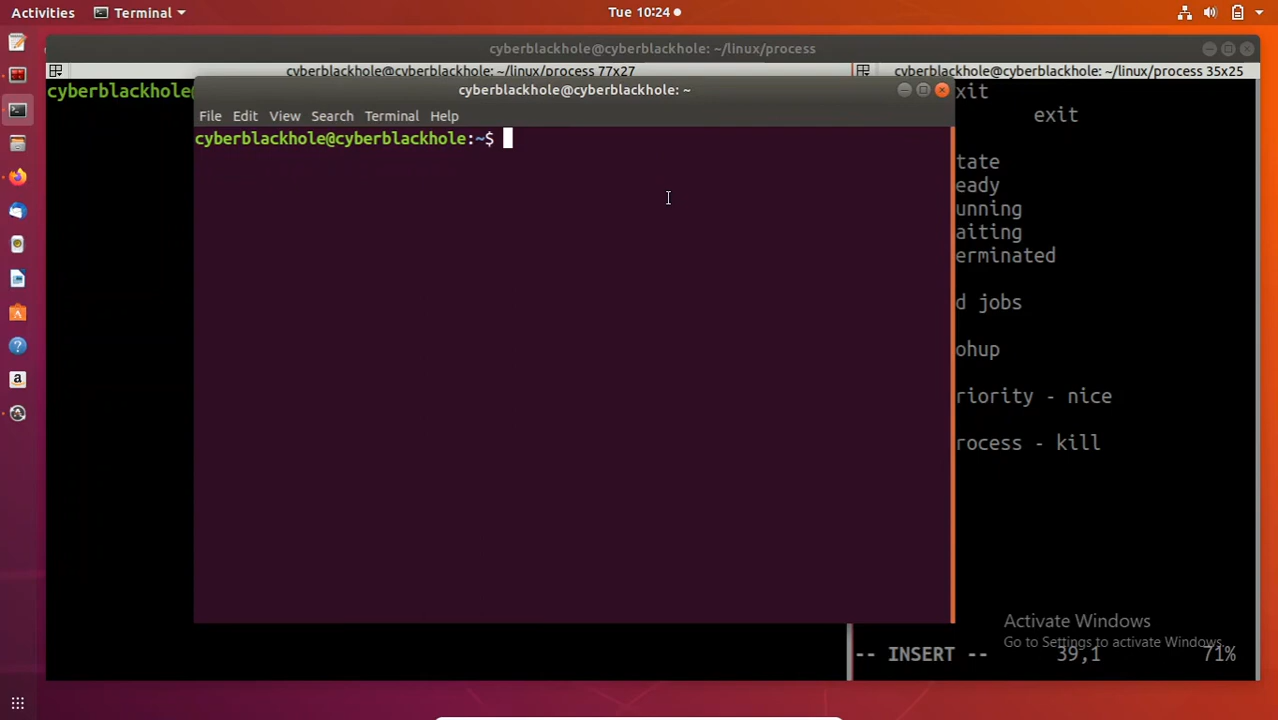 Activities
Terminal
Tue 10:24
cyberblackhole@cyberblackhole: ~/linux/process
cyberblackhole@cyberblackhole: ~/linux/process 77x27
cyberblackhole@cyberblackhole: ~/linux/process 35x25
cyberblackhole@
cyberblackhole@cyberblackhole: ~
File Edit View Search Terminal Help
cyberblackhole@cyberblackhole:~$
xit
exit
tate
eady
unning
aiting
erminated
d jobs
ohup
riority - nice
rocess - kill
a
Activate Windows
Go to Settings to activate Windows.
-- INSERT -- 39,1 71%